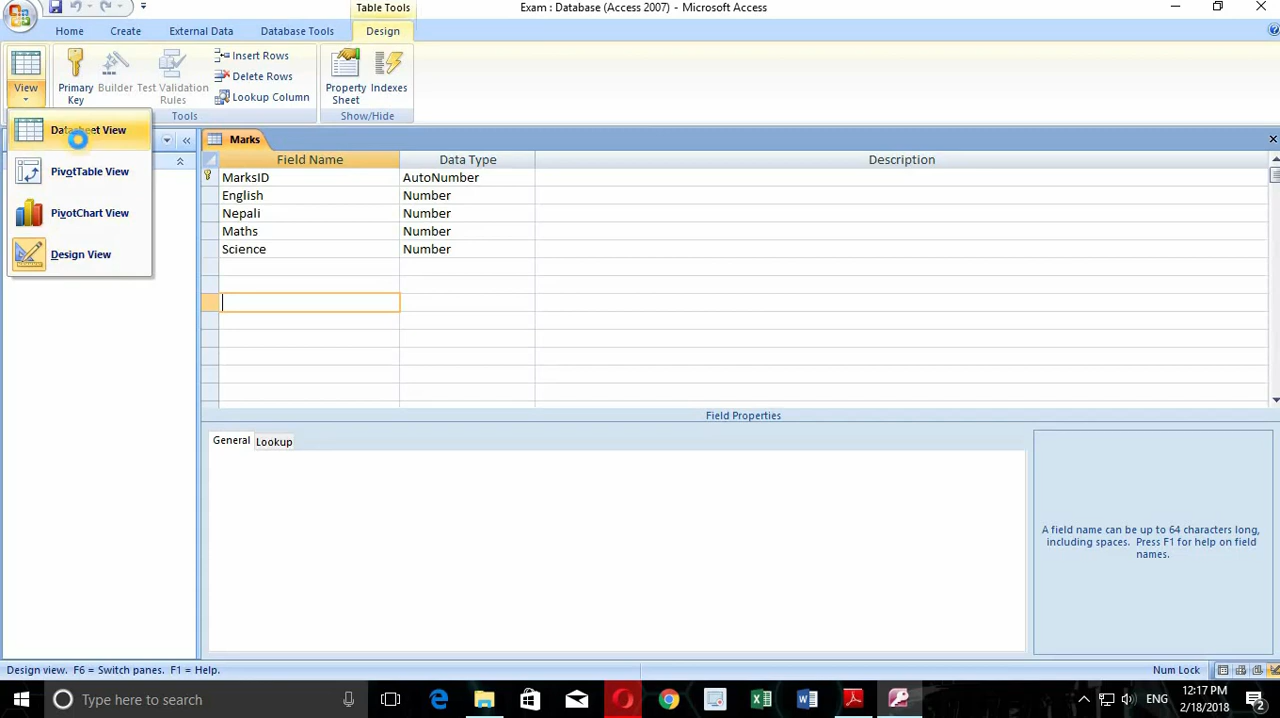 Table Tools
Exam : Database (Access 2007) - Microsoft Access
Home
Create
External Data
Database Tools
Design
View
Primary Key
Builder
Test Validation Rules
Insert Rows
Delete Rows
Lookup Column
Property Sheet
Indexes
Tools
Show/Hide
Datasheet View
PivotTable View
PivotChart View
Design View
Marks
Field Name Data Type Description
MarksID AutoNumber
English Number
Nepali Number
Maths Number
Science Number
Field Properties
General Lookup
A field name can be up to 64 characters long,
including spaces. Press F1 for help on field
names.
Design view. F6 = Switch panes. F1 = Help.
Num Lock
Type here to search
ENG
12:17 PM
2/18/2018
2